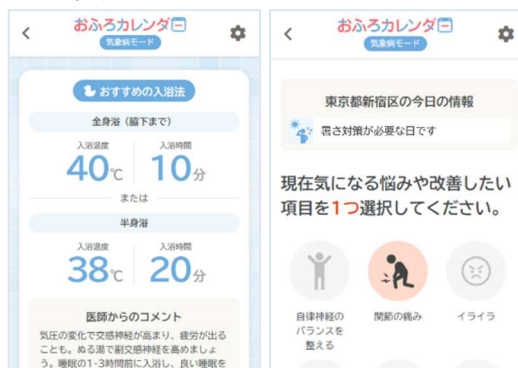 おふろカレンダー
気象病モード
おすすめの入浴法
全身浴（脇下まで）
入浴温度 入浴時間
40℃ 10分
または
半身浴
入浴温度 入浴時間
38℃ 20分
医師からのコメント
気圧の変化で交感神経が高まり、疲労が出る
ことも。ぬる湯で副交感神経を高めましょ
う。睡眠の1-3時間前に入浴し、良い睡眠を
おふろカレンダー
気象病モード
東京都新宿区の今日の情報
暑さ対策が必要な日です
現在気になる悩みや改善したい
項目を1つ選択してください。
自律神経の
バランスを
整える
関節の痛み
イライラ